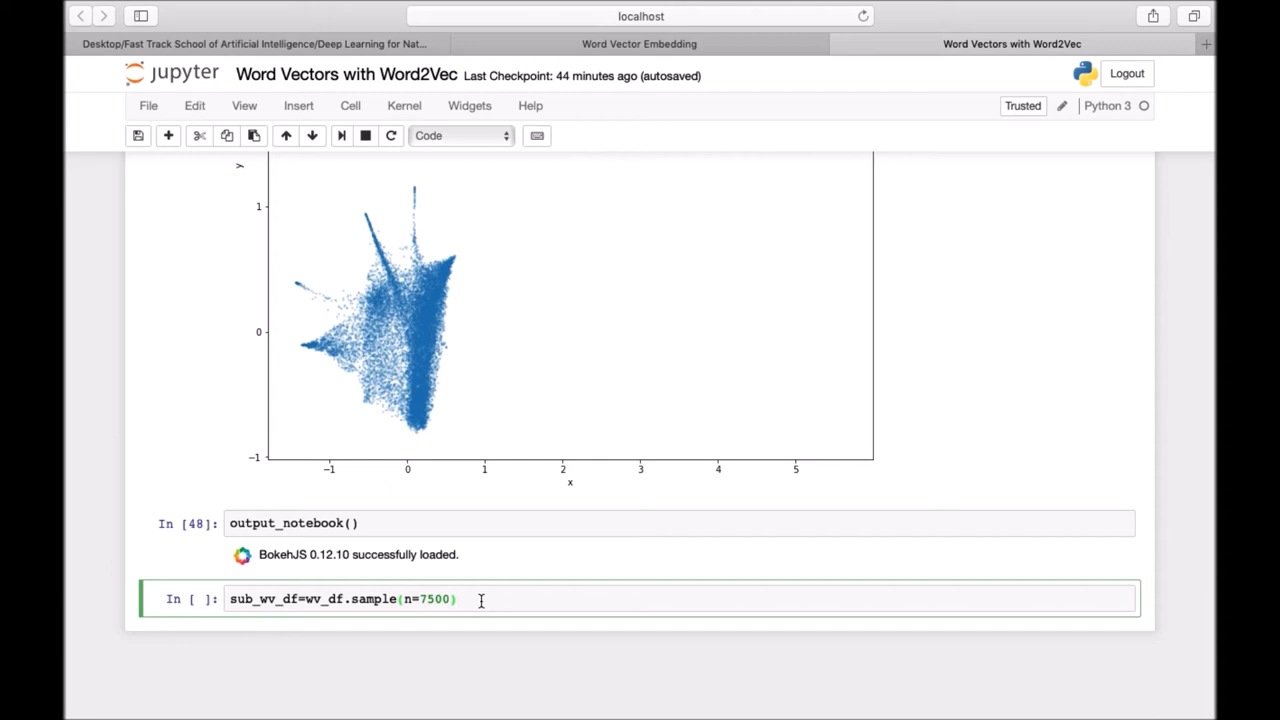 localhost
Desktop/Fast Track School of Artificial Intelligence/Deep Learning for Nat...
Word Vector Embedding
Word Vectors with Word2Vec
jupyter Word Vectors with Word2Vec Last Checkpoint: 44 minutes ago (autosaved)
Logout
File Edit View Insert Cell Kernel Widgets Help
Trusted
Python 3
Code
y
1
0
−1
−1 0 1 2 3 4 5
x
In [48]: output_notebook()
BokehJS 0.12.10 successfully loaded.
In [ ]: sub_wv_df=wv_df.sample(n=7500)